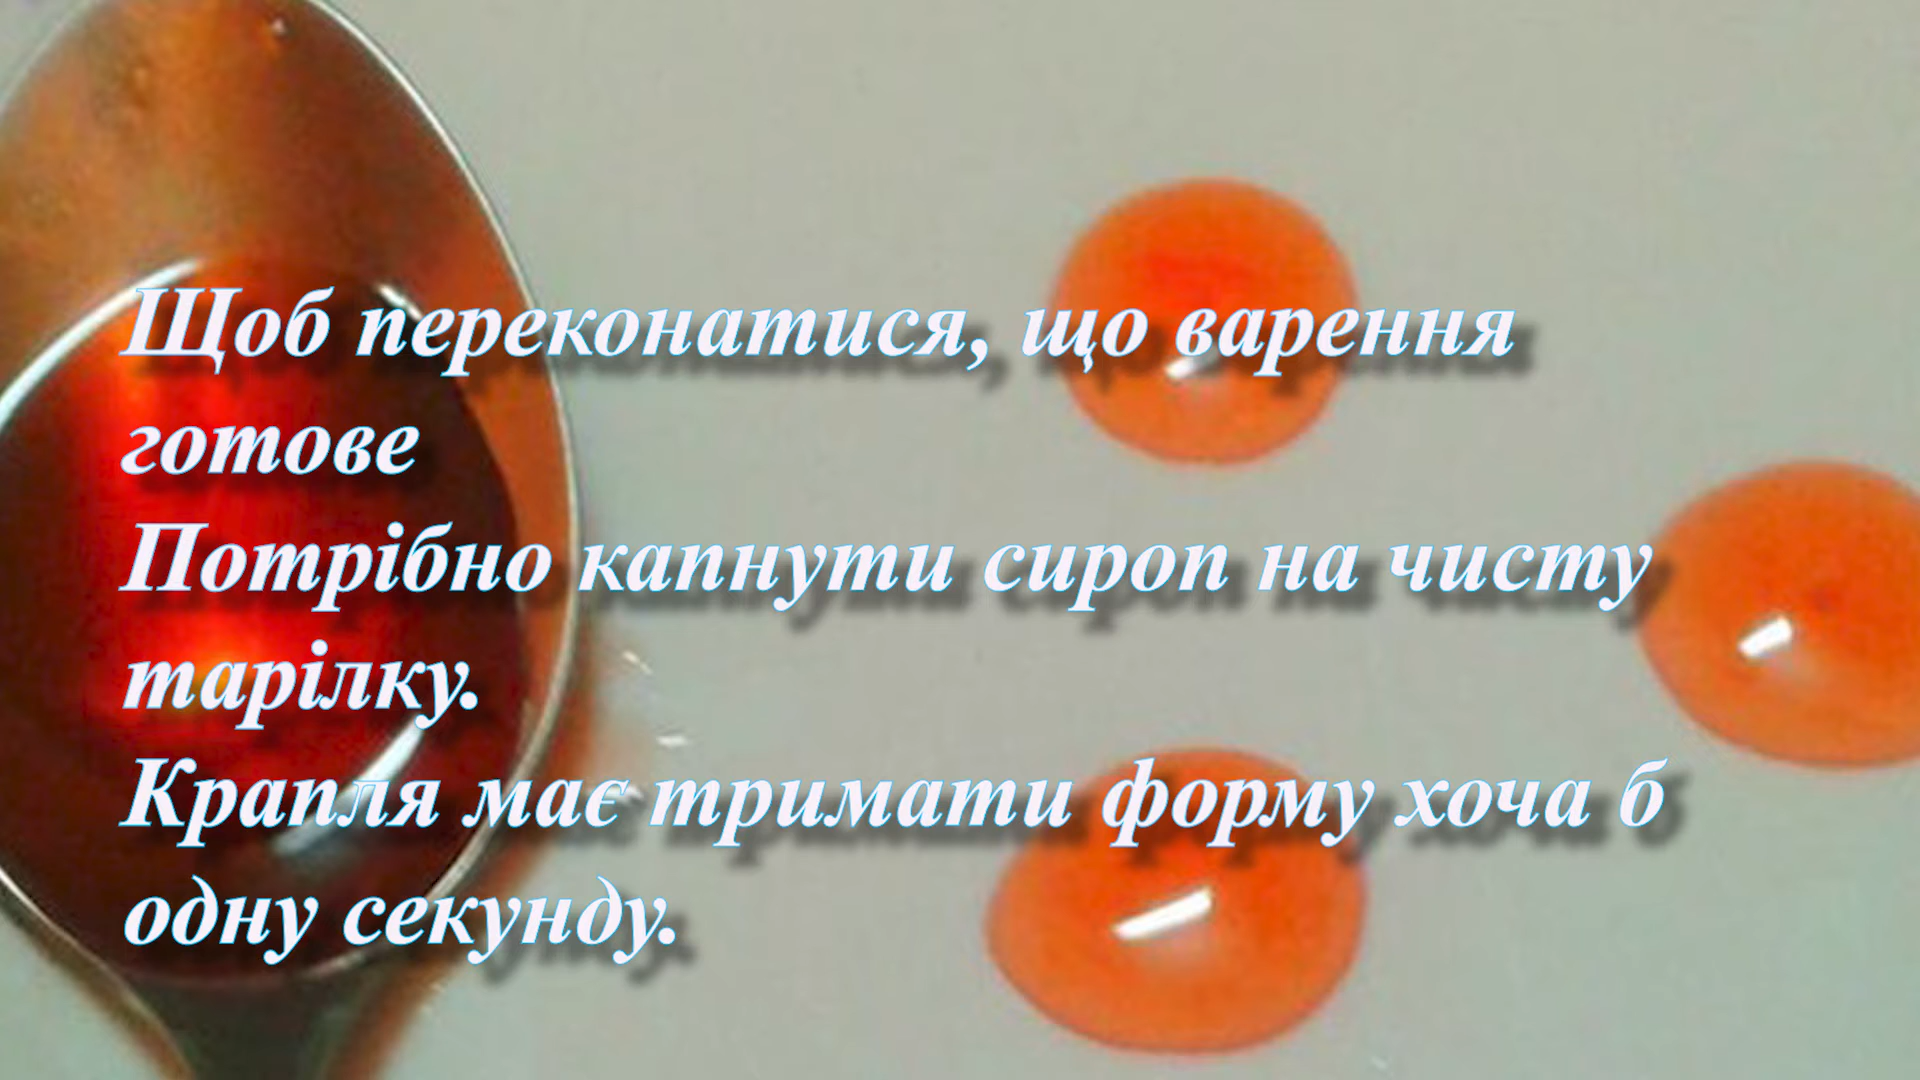 Щоб переконатися, що варення
готове
Потрібно капнути сироп на чисту
тарілку.
Крапля має тримати форму хоча б
одну секунду.